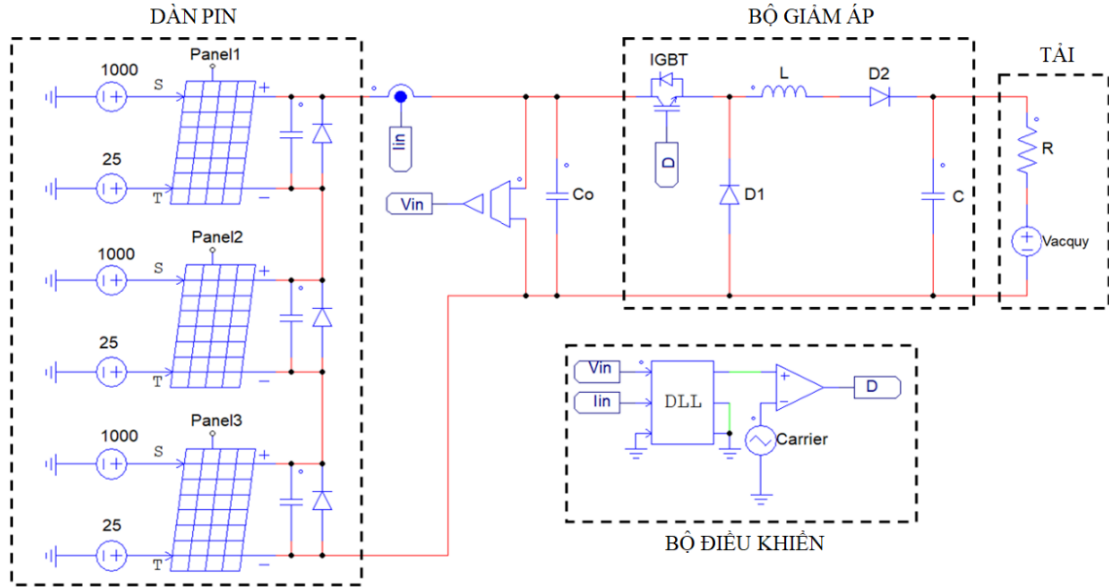 DÀN PIN
Panel1
1000
S
+
25
T
−
Panel2
1000
S
+
25
T
−
Panel3
1000
S
+
25
T
−
Iin
Vin
Co
BỘ GIẢM ÁP
IGBT
D
L
D2
D1
C
TẢI
R
Vacquy
Vin
Iin
DLL
+
−
D
Carrier
BỘ ĐIỀU KHIỂN